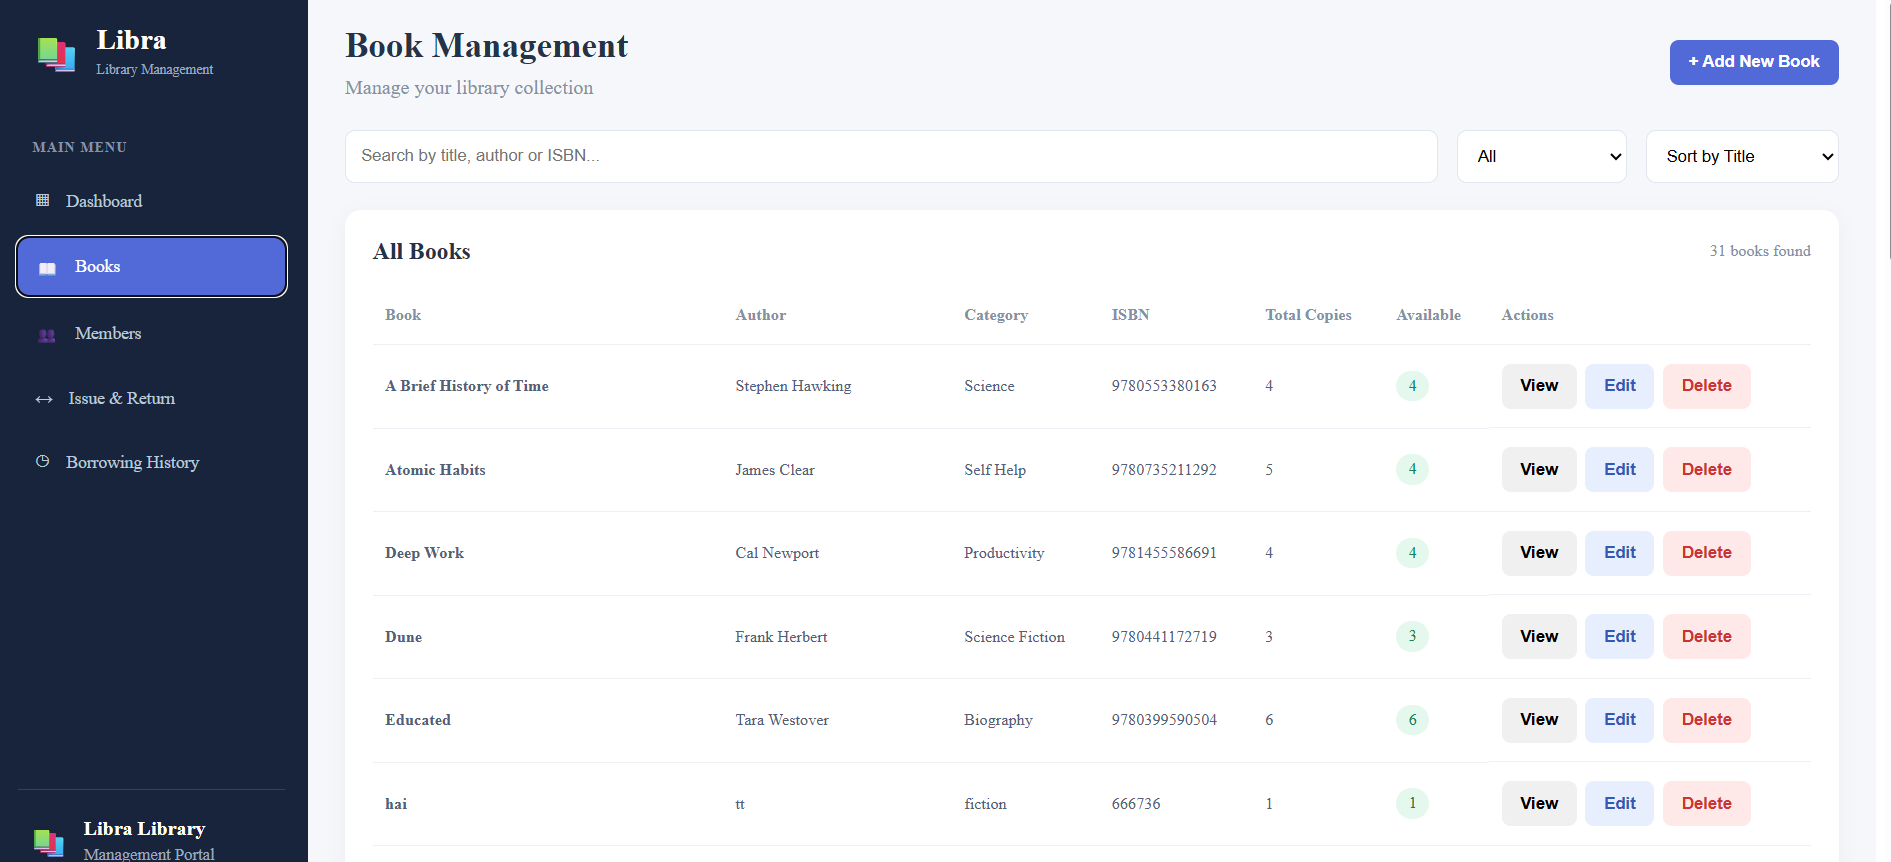 Libra
Library Management
MAIN MENU
Dashboard
Books
Members
Issue & Return
Borrowing History
Libra Library
Management Portal
Book Management
Manage your library collection
+ Add New Book
Search by title, author or ISBN...
All
Sort by Title
All Books
31 books found
Book Author Category ISBN Total Copies Available Actions
A Brief History of Time Stephen Hawking Science 9780553380163 4 4 View Edit Delete
Atomic Habits James Clear Self Help 9780735211292 5 4 View Edit Delete
Deep Work Cal Newport Productivity 9781455586691 4 4 View Edit Delete
Dune Frank Herbert Science Fiction 9780441172719 3 3 View Edit Delete
Educated Tara Westover Biography 9780399590504 6 6 View Edit Delete
hai tt fiction 666736 1 1 View Edit Delete